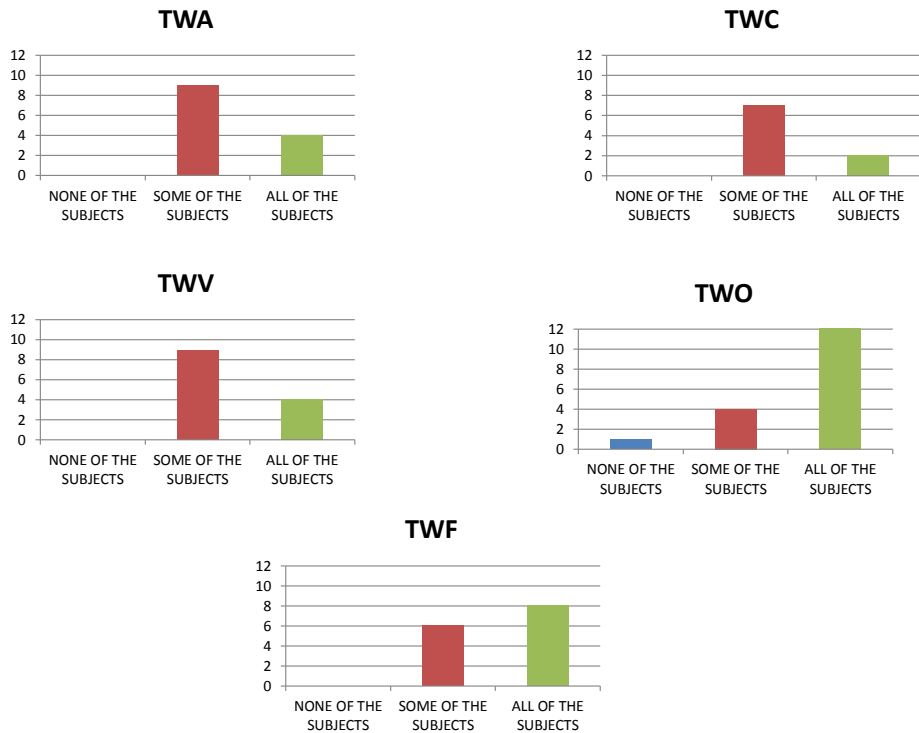 TWA
12
10
8
6
4
2
0
NONE OF THE SUBJECTS
SOME OF THE SUBJECTS
ALL OF THE SUBJECTS
TWC
12
10
8
6
4
2
0
NONE OF THE SUBJECTS
SOME OF THE SUBJECTS
ALL OF THE SUBJECTS
TWV
12
10
8
6
4
2
0
NONE OF THE SUBJECTS
SOME OF THE SUBJECTS
ALL OF THE SUBJECTS
TWO
12
10
8
6
4
2
0
NONE OF THE SUBJECTS
SOME OF THE SUBJECTS
ALL OF THE SUBJECTS
TWF
12
10
8
6
4
2
0
NONE OF THE SUBJECTS
SOME OF THE SUBJECTS
ALL OF THE SUBJECTS